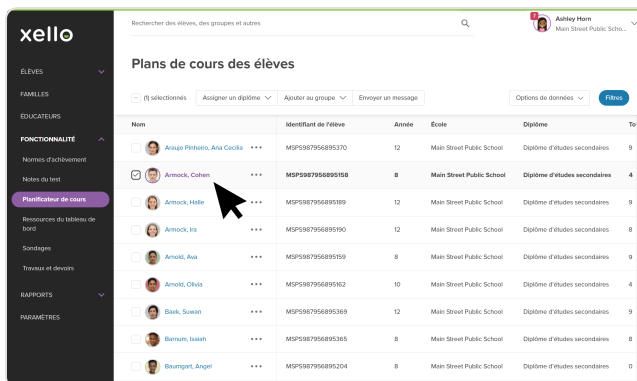 xello
Rechercher des élèves, des groupes et autres
7
Ashley Horn
Main Street Public Scho...
ÉLÈVES
FAMILLES
ÉDUCATEURS
FONCTIONNALITÉ
Normes d'achèvement
Notes du test
Planificateur de cours
Ressources du tableau de
bord
Sondages
Travaux et devoirs
RAPPORTS
PARAMÈTRES
Plans de cours des élèves
(1) sélectionnés Assigner un diplôme Ajouter au groupe Envoyer un message Options de données Filtres
Nom Identifiant de l'élève Année École Diplôme To
Araujo Pinheiro, Ana Cecilia ••• MSPS987956895370 12 Main Street Public School Diplôme d'études secondaires 9
Armock, Cohen ••• MSPS987956895158 8 Main Street Public School Diplôme d'études secondaires 4
Armock, Halle ••• MSPS987956895189 12 Main Street Public School Diplôme d'études secondaires 9
Armock, Ira ••• MSPS987956895190 12 Main Street Public School Diplôme d'études secondaires 8
Arnold, Ava ••• MSPS987956895159 8 Main Street Public School Diplôme d'études secondaires 9
Arnold, Olivia ••• MSPS987956895162 10 Main Street Public School Diplôme d'études secondaires 4
Baek, Suwan ••• MSPS987956895369 12 Main Street Public School Diplôme d'études secondaires 9
Barnum, Isaiah ••• MSPS987956895365 8 Main Street Public School Diplôme d'études secondaires 8
Baumgart, Angel ••• MSPS987956895204 8 Main Street Public School Diplôme d'études secondaires 0